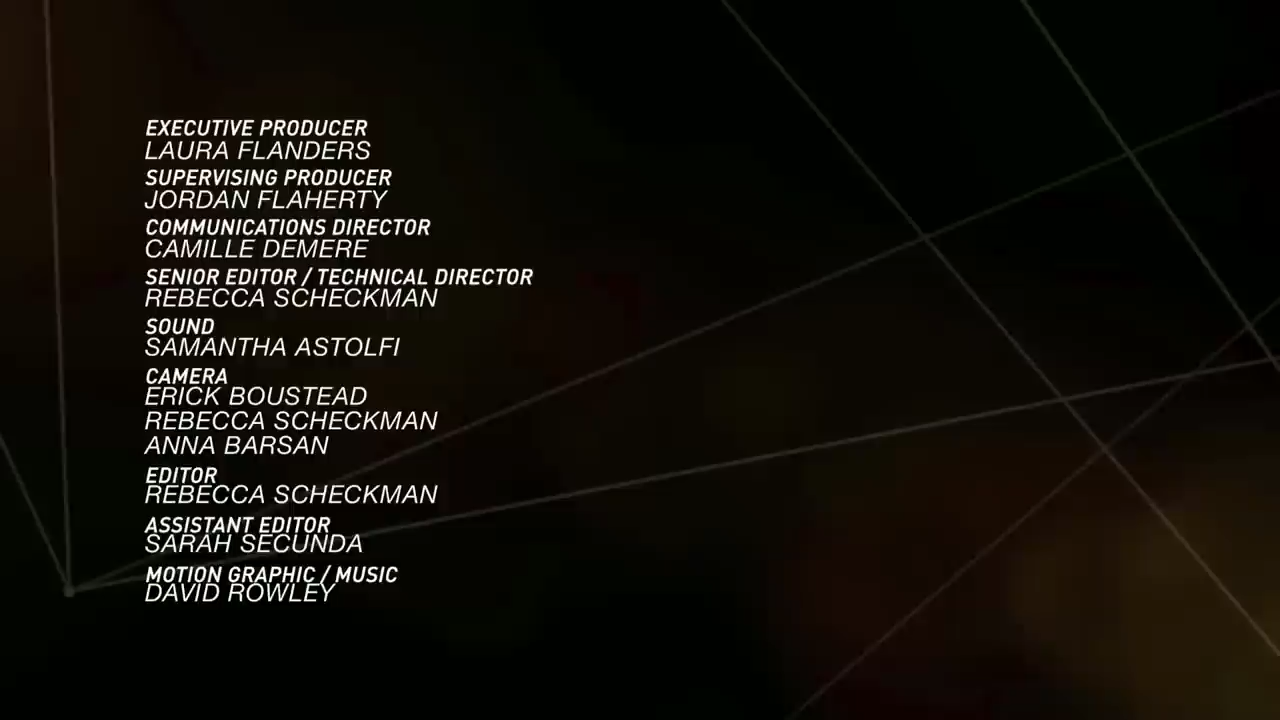 EXECUTIVE PRODUCER
LAURA FLANDERS
SUPERVISING PRODUCER
JORDAN FLAHERTY
COMMUNICATIONS DIRECTOR
CAMILLE DEMERE
SENIOR EDITOR / TECHNICAL DIRECTOR
REBECCA SCHECKMAN
SOUND
SAMANTHA ASTOLFI
CAMERA
ERICK BOUSTEAD
REBECCA SCHECKMAN
ANNA BARSAN
EDITOR
REBECCA SCHECKMAN
ASSISTANT EDITOR
SARAH SECUNDA
MOTION GRAPHIC / MUSIC
DAVID ROWLEY